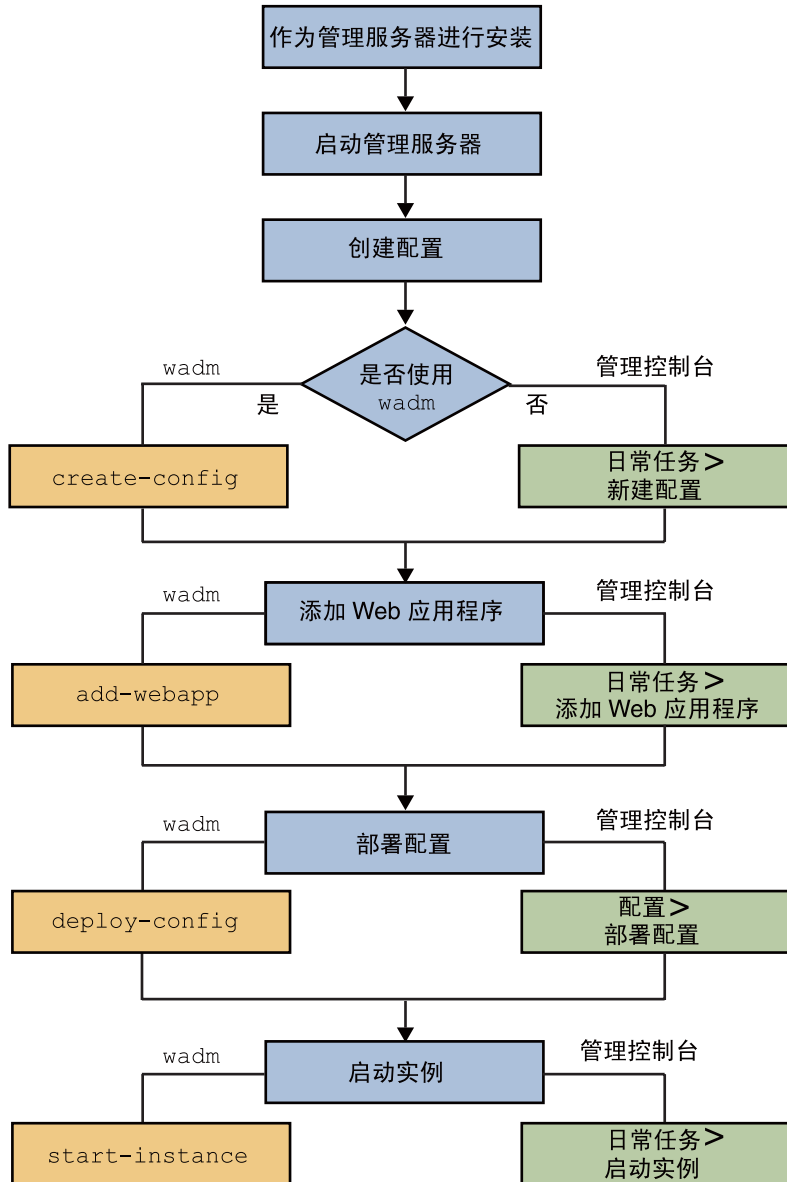 作为管理服务器进行安装
启动管理服务器
创建配置
是否使用
wadm
wadm
是
否
管理控制台
create-config
日常任务>
新建配置
添加 Web 应用程序
wadm
管理控制台
add-webapp
日常任务>
添加 Web 应用程序
部署配置
wadm
管理控制台
deploy-config
配置>
部署配置
启动实例
wadm
管理控制台
start-instance
日常任务>
启动实例